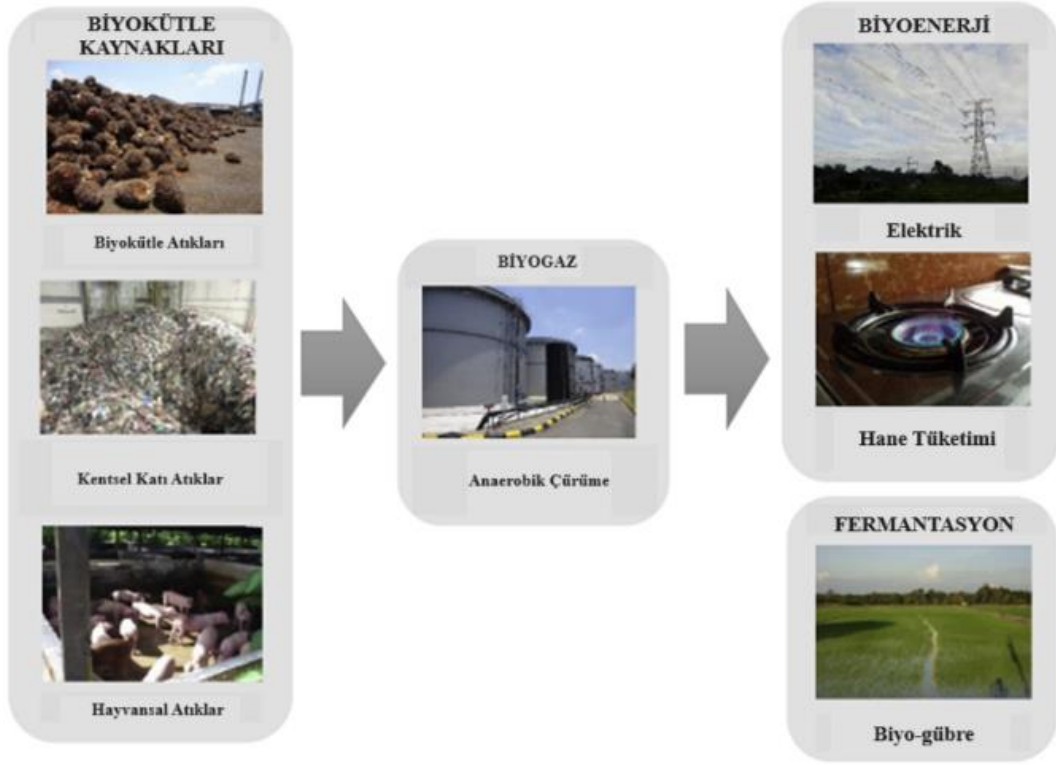 BİYOKÜTLE
KAYNAKLARI
Biyokütle Atıkları
Kentsel Katı Atıklar
Hayvansal Atıklar
BİYOGAZ
Anaerobik Çürüme
BİYOENERJİ
Elektrik
Hane Tüketimi
FERMANTASYON
Biyo-gübre